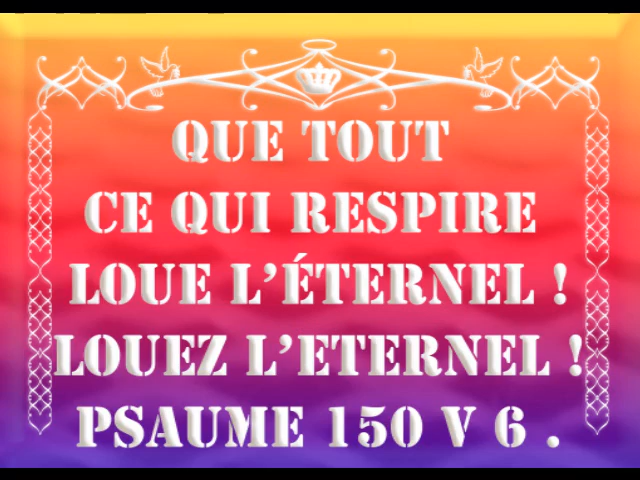 QUE TOUT
CE QUI RESPIRE
LOUE L'ÉTERNEL !
LOUEZ L'ETERNEL !
PSAUME 150 V 6 .